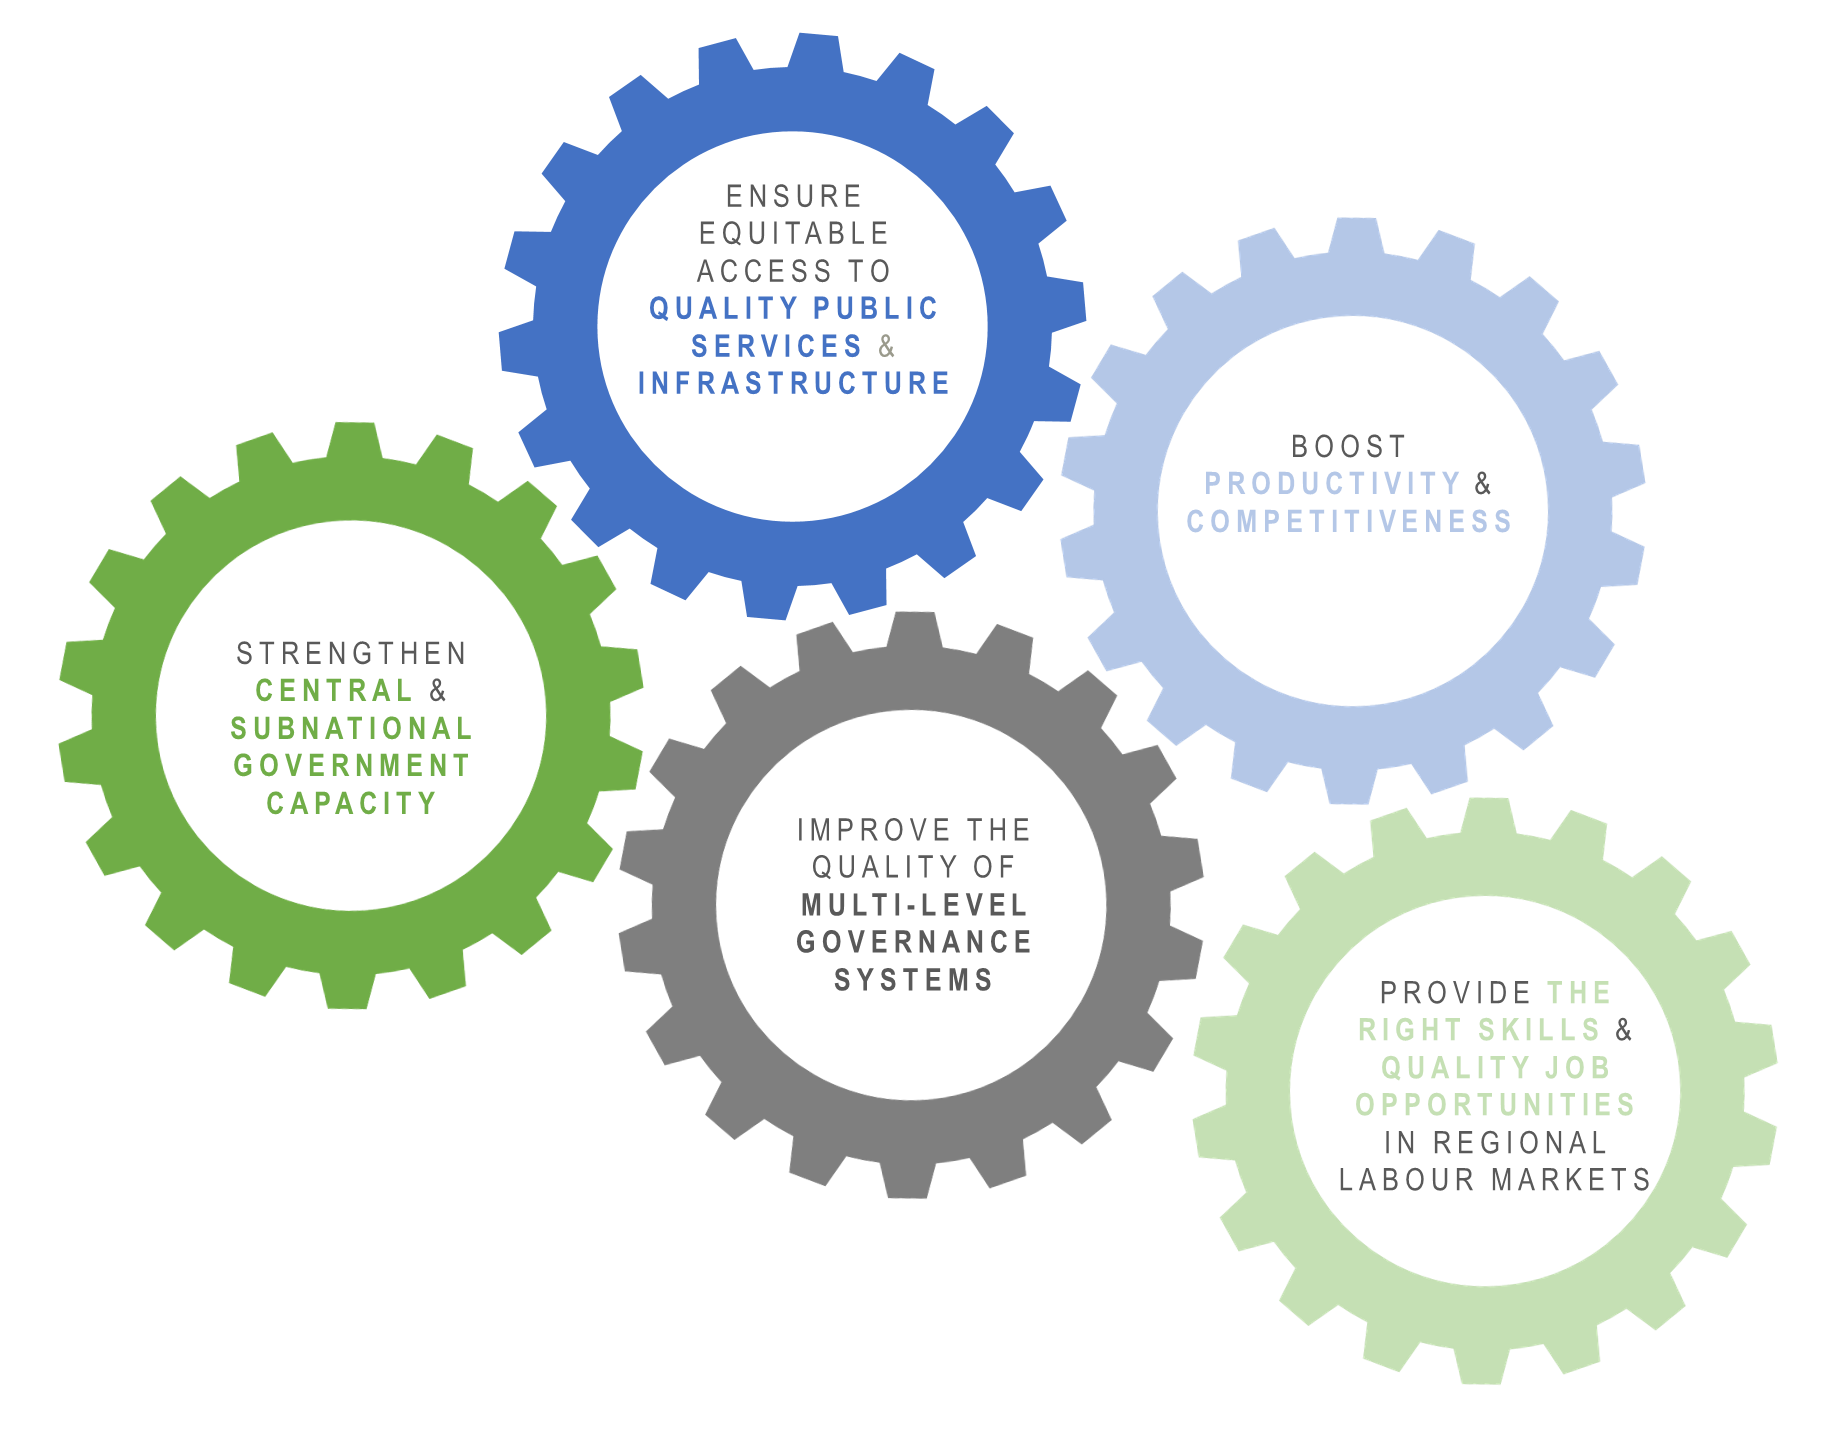 ENSURE
EQUITABLE
ACCESS TO
QUALITY PUBLIC
SERVICES &
INFRASTRUCTURE
BOOST
PRODUCTIVITY &
COMPETITIVENESS
STRENGTHEN
CENTRAL &
SUBNATIONAL
GOVERNMENT
CAPACITY
IMPROVE THE
QUALITY OF
MULTI-LEVEL
GOVERNANCE
SYSTEMS
PROVIDE THE
RIGHT SKILLS &
QUALITY JOB
OPPORTUNITIES
IN REGIONAL
LABOUR MARKETS